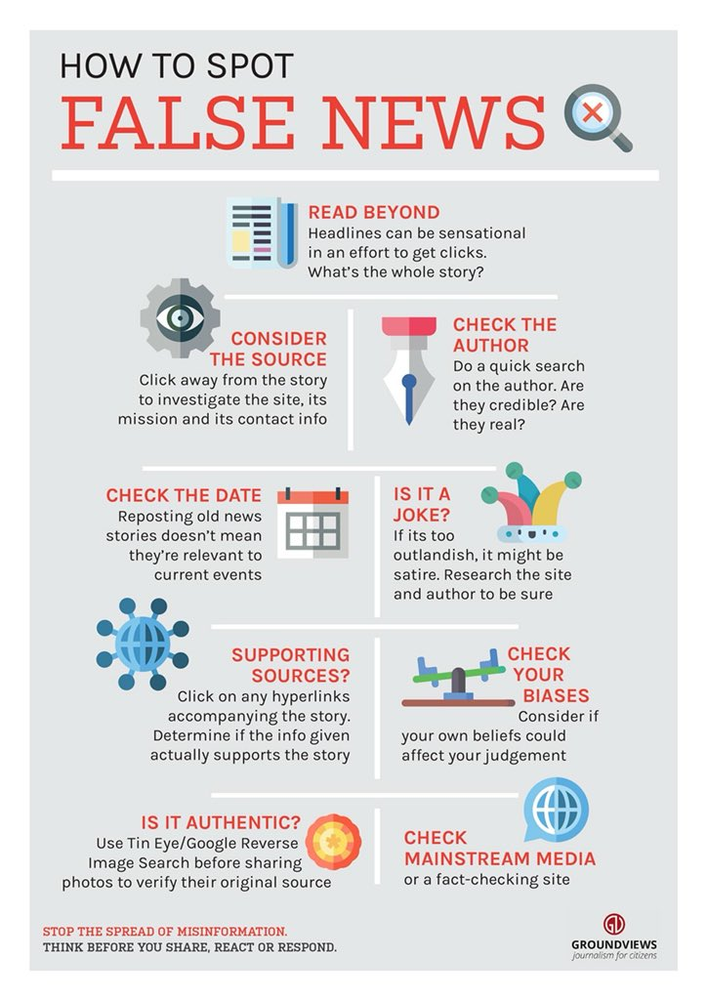 HOW TO SPOT
FALSE NEWS
READ BEYOND
Headlines can be sensational
in an effort to get clicks.
What's the whole story?
CONSIDER
THE SOURCE
Click away from the story
to investigate the site, its
mission and its contact info
CHECK THE
AUTHOR
Do a quick search
on the author. Are
they credible? Are
they real?
CHECK THE DATE
Reposting old news
stories doesn't mean
they're relevant to
current events
IS IT A
JOKE?
If its too
outlandish, it might be
satire. Research the site
and author to be sure
SUPPORTING
SOURCES?
Click on any hyperlinks
accompanying the story.
Determine if the info given
actually supports the story
CHECK
YOUR
BIASES
Consider if
your own beliefs could
affect your judgement
IS IT AUTHENTIC?
Use Tin Eye/Google Reverse
Image Search before sharing
photos to verify their original source
CHECK
MAINSTREAM MEDIA
or a fact-checking site
STOP THE SPREAD OF MISINFORMATION.
THINK BEFORE YOU SHARE, REACT OR RESPOND.
GROUNDVIEWS
journalism for citizens